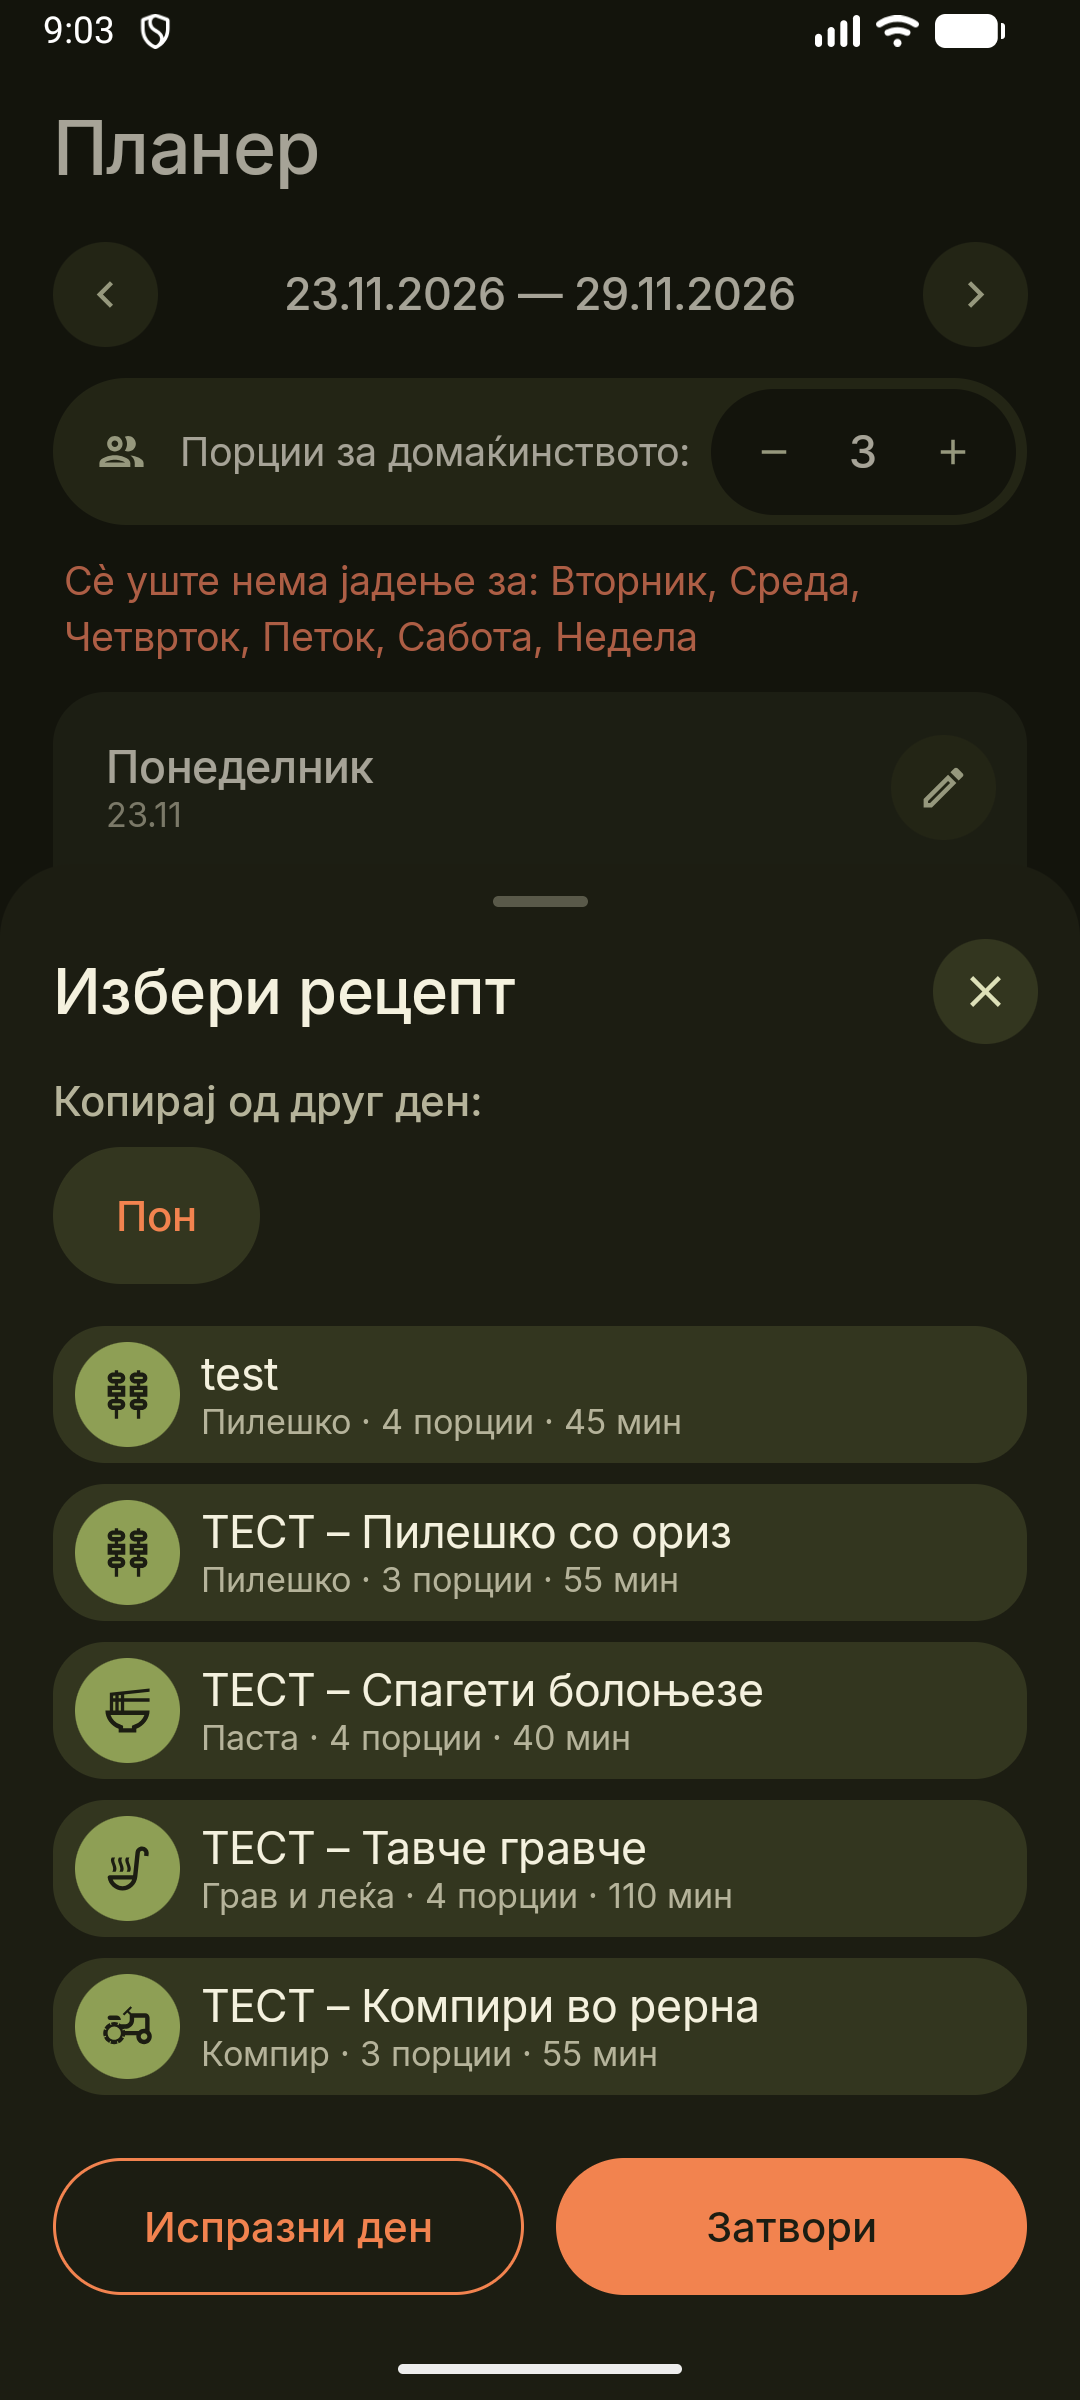 9:03
Планер
23.11.2026 — 29.11.2026
Порции за домаќинството:
− 3 +
Сѐ уште нема јадење за: Вторник, Среда,
Четврток, Петок, Сабота, Недела
Понеделник
23.11
Избери рецепт
Копирај од друг ден:
Пон
test
Пилешко · 4 порции · 45 мин
ТЕСТ – Пилешко со ориз
Пилешко · 3 порции · 55 мин
ТЕСТ – Спагети болоњезе
Паста · 4 порции · 40 мин
ТЕСТ – Тавче гравче
Грав и леќа · 4 порции · 110 мин
ТЕСТ – Компири во рерна
Компир · 3 порции · 55 мин
Испразни ден
Затвори